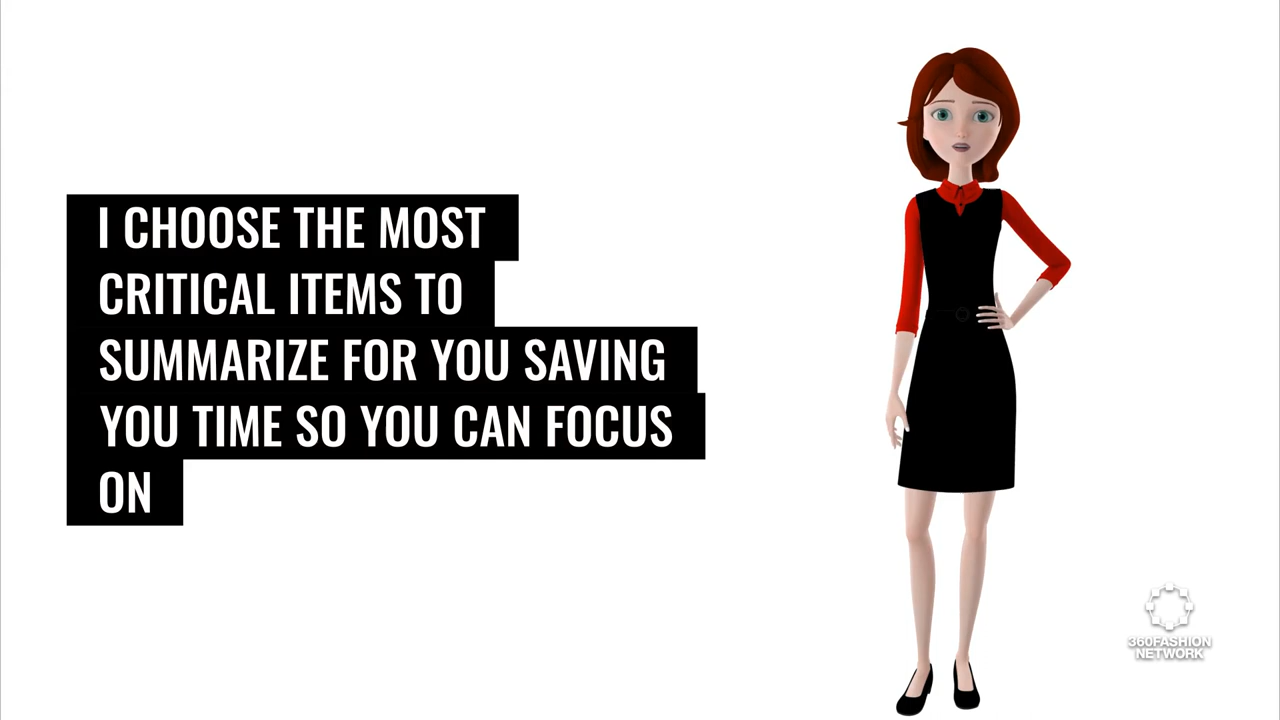 I CHOOSE THE MOST
CRITICAL ITEMS TO
SUMMARIZE FOR YOU SAVING
YOU TIME SO YOU CAN FOCUS
ON
360FASHION
NETWORK